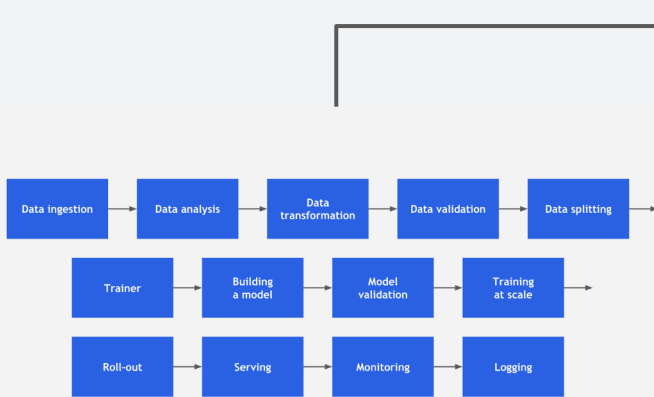 Data ingestion
Data analysis
Data
transformation
Data validation
Data splitting
Trainer
Building
a model
Model
validation
Training
at scale
Roll-out
Serving
Monitoring
Logging